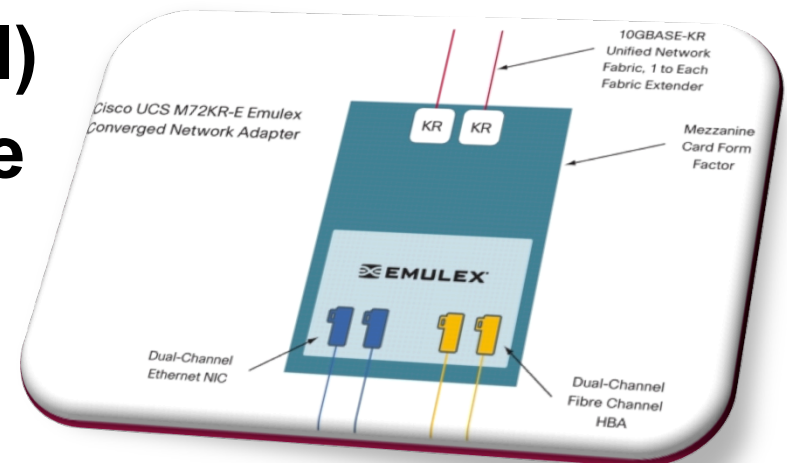 l)
e
Cisco UCS M72KR-E Emulex
Converged Network Adapter
10GBASE-KR
Unified Network
Fabric, 1 to Each
Fabric Extender
KR KR
Mezzanine
Card Form
Factor
EMULEX
Dual-Channel
Ethernet NIC
Dual-Channel
Fibre Channel
HBA